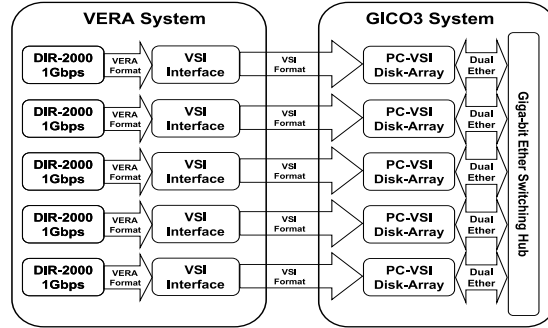 VERA System
GICO3 System
DIR-2000
1Gbps
VERA
Format
VSI
Interface
VSI
Format
PC-VSI
Disk-Array
Dual
Ether
DIR-2000
1Gbps
VERA
Format
VSI
Interface
VSI
Format
PC-VSI
Disk-Array
Dual
Ether
DIR-2000
1Gbps
VERA
Format
VSI
Interface
VSI
Format
PC-VSI
Disk-Array
Dual
Ether
DIR-2000
1Gbps
VERA
Format
VSI
Interface
VSI
Format
PC-VSI
Disk-Array
Dual
Ether
DIR-2000
1Gbps
VERA
Format
VSI
Interface
VSI
Format
PC-VSI
Disk-Array
Dual
Ether
Giga-bit Ether Switching Hub